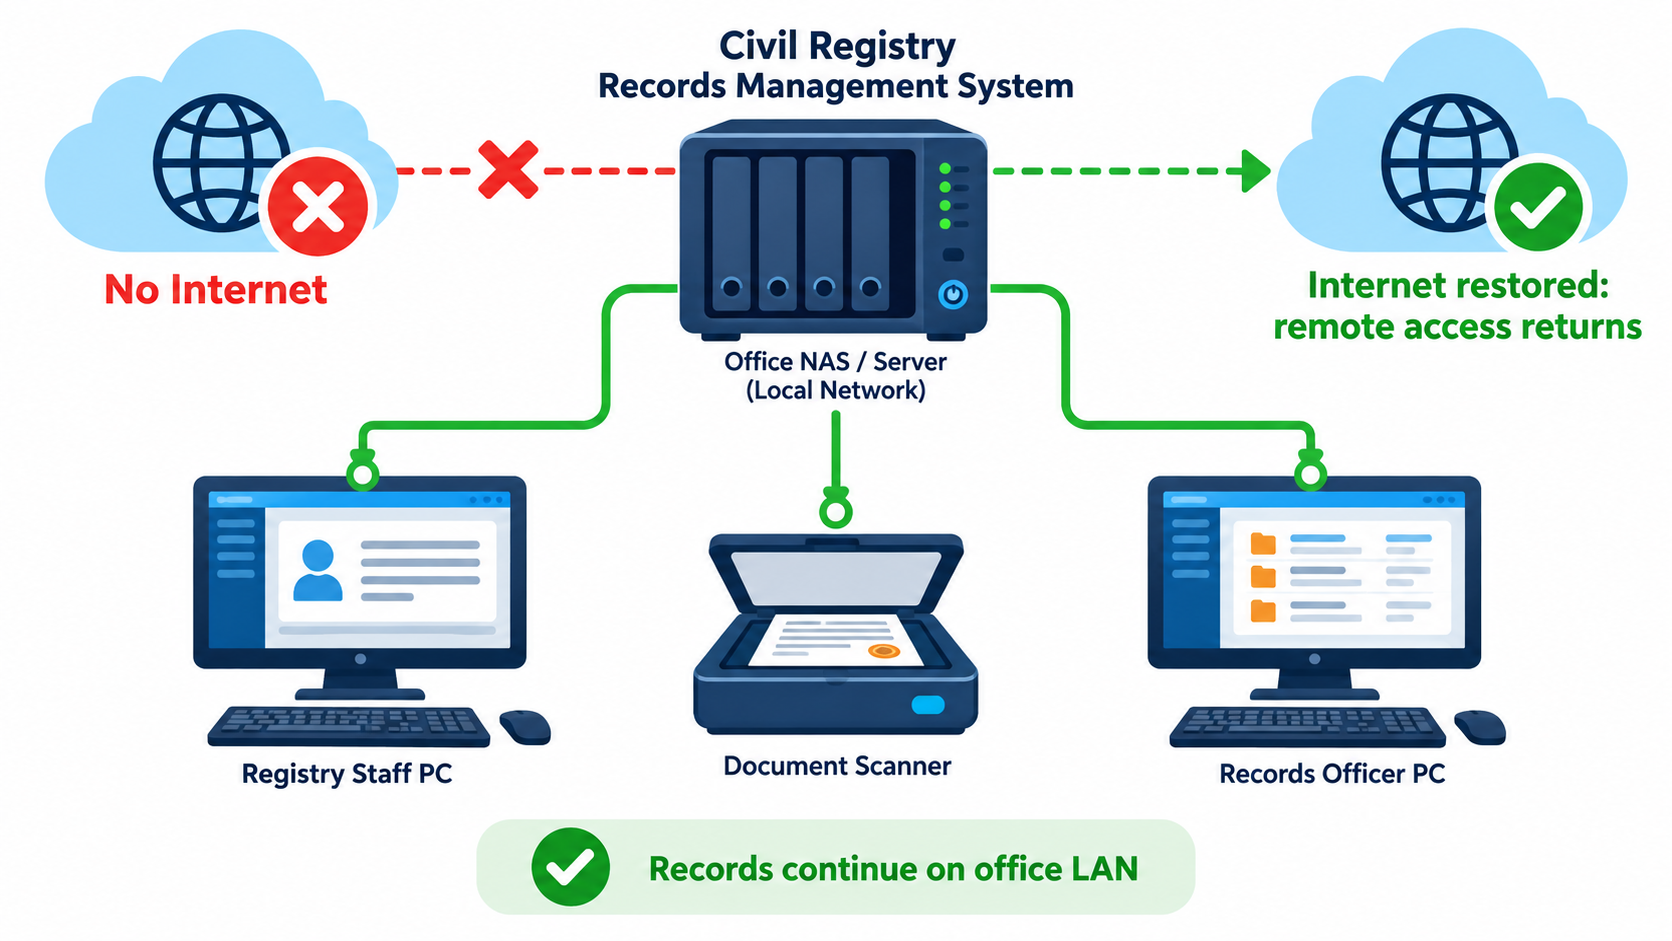 Civil Registry
Records Management System
No Internet
Internet restored:
remote access returns
Office NAS / Server
(Local Network)
Registry Staff PC
Document Scanner
Records Officer PC
Records continue on office LAN